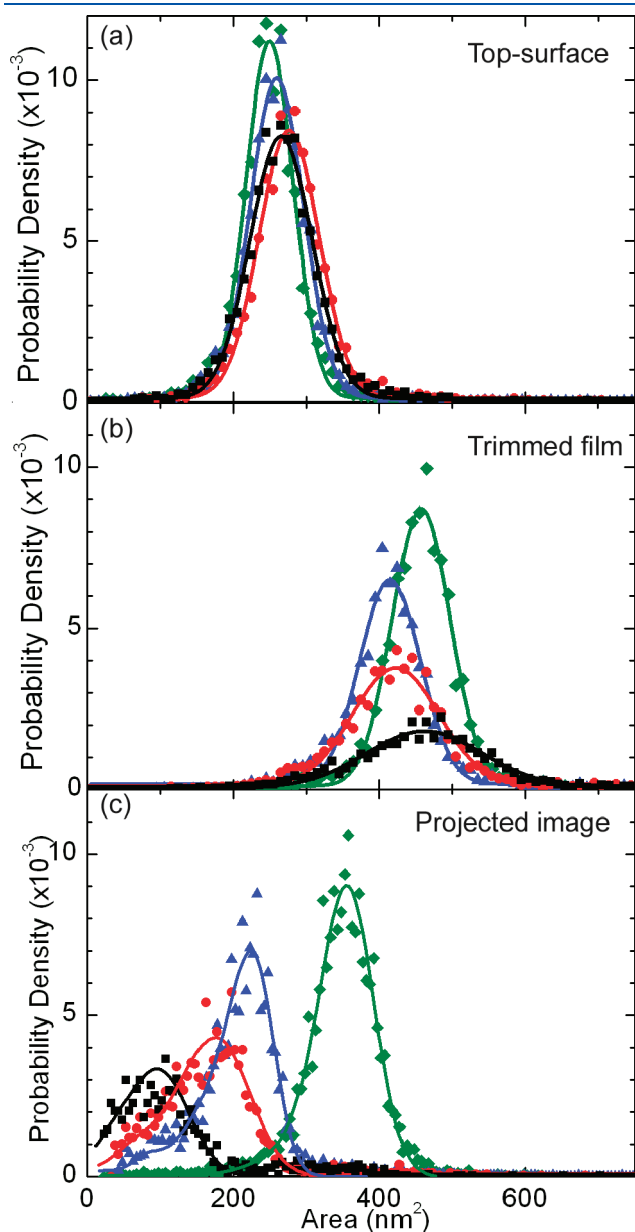 (a)
Top-surface
Probability Density (x10⁻³)
10
5
0
(b)
Trimmed film
Probability Density (x10⁻³)
10
5
0
(c)
Projected image
Probability Density (x10⁻³)
10
5
0
0 200 400 600
Area (nm²)